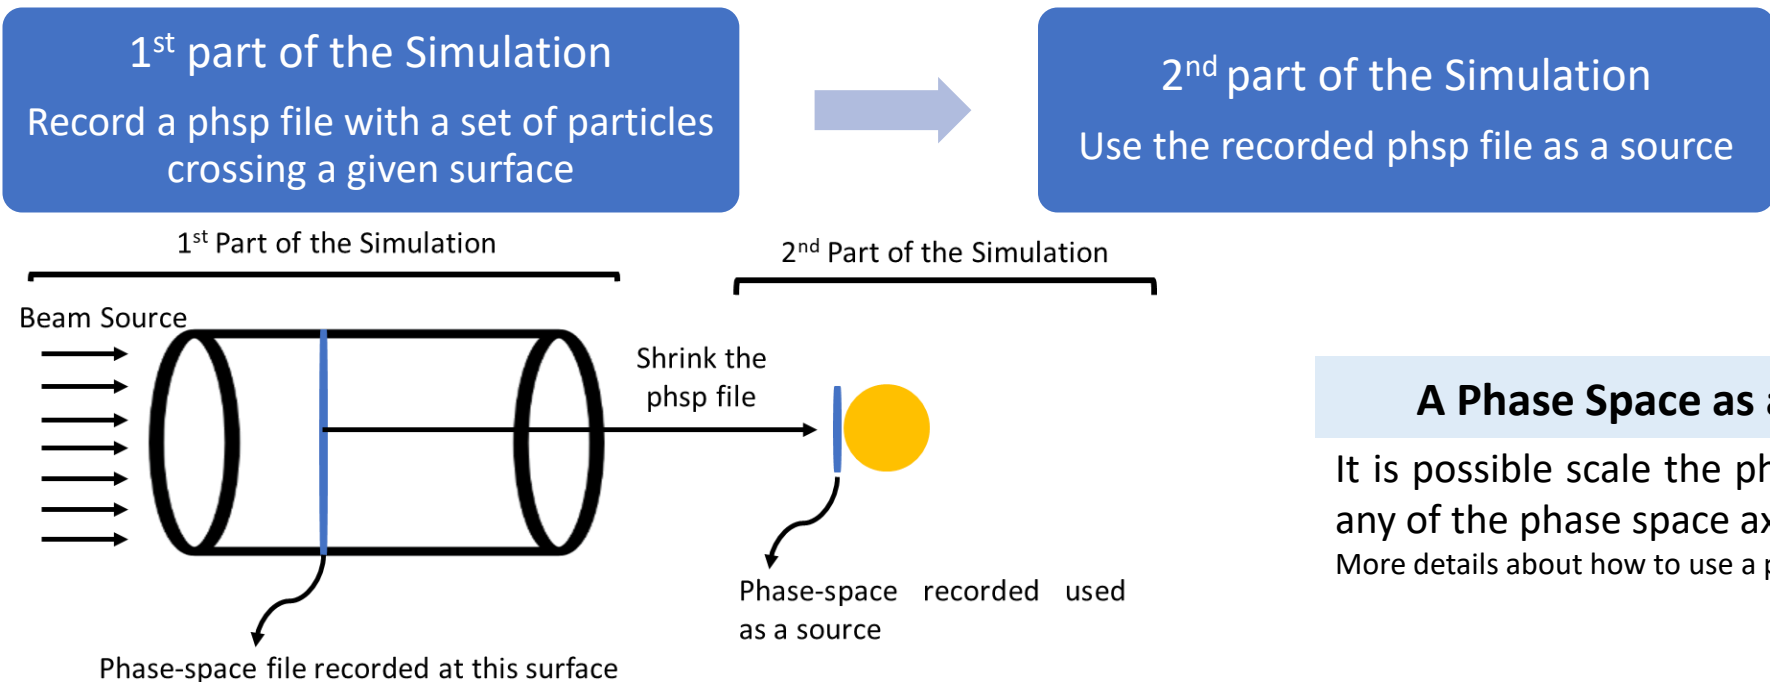 1st part of the Simulation
Record a phsp file with a set of particles
crossing a given surface
2nd part of the Simulation
Use the recorded phsp file as a source
1st Part of the Simulation
2nd Part of the Simulation
Beam Source
Shrink the
phsp file
Phase-space recorded used
as a source
Phase-space file recorded at this surface
A Phase Space as
It is possible scale the
any of the phase space
More details about how to use a